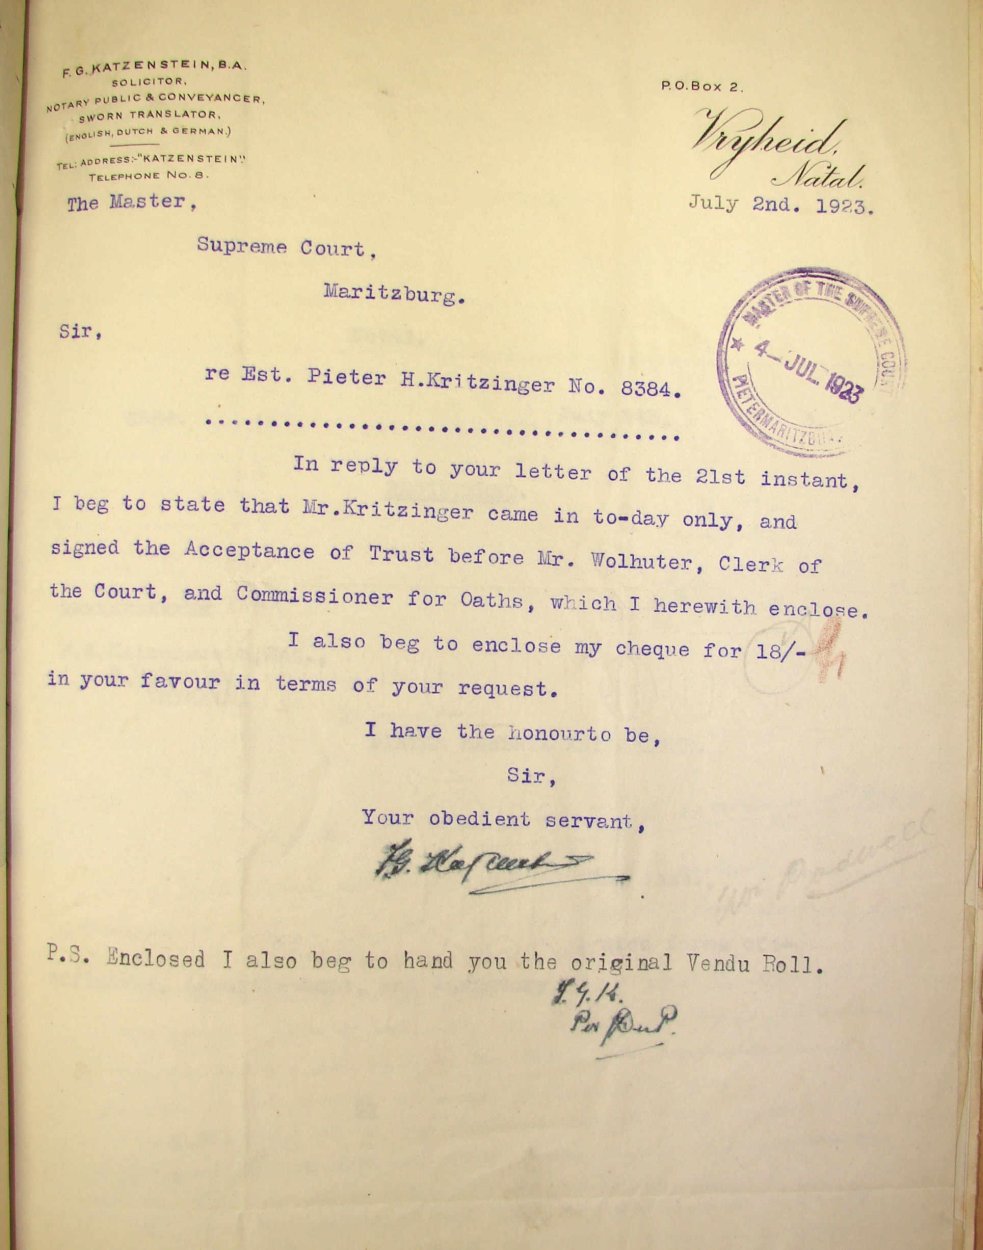 F. G. KATZENSTEIN, B.A.
SOLICITOR,
NOTARY PUBLIC & CONVEYANCER,
SWORN TRANSLATOR,
(ENGLISH, DUTCH & GERMAN.)
TEL: ADDRESS:-"KATZENSTEIN".
TELEPHONE NO. 8.
P.O. BOX 2.
Vryheid,
Natal.
July 2nd. 1923.
The Master,
Supreme Court,
Maritzburg.
MASTER OF THE SUPREME COURT
4-JUL 1923
PIETERMARITZBU
Sir,
re Est. Pieter H.Kritzinger No. 8384.
....................................
In reply to your letter of the 21st instant,
I beg to state that Mr.Kritzinger came in to-day only, and
signed the Acceptance of Trust before Mr. Wolhuter, Clerk of
the Court, and Commissioner for Oaths, which I herewith enclose.
I also beg to enclose my cheque for 18/-
in your favour in terms of your request.
I have the honourto be,
Sir,
Your obedient servant,
F.G. Katzenstein
P.S. Enclosed I also beg to hand you the original Vendu Roll.
F.G.K.
Per